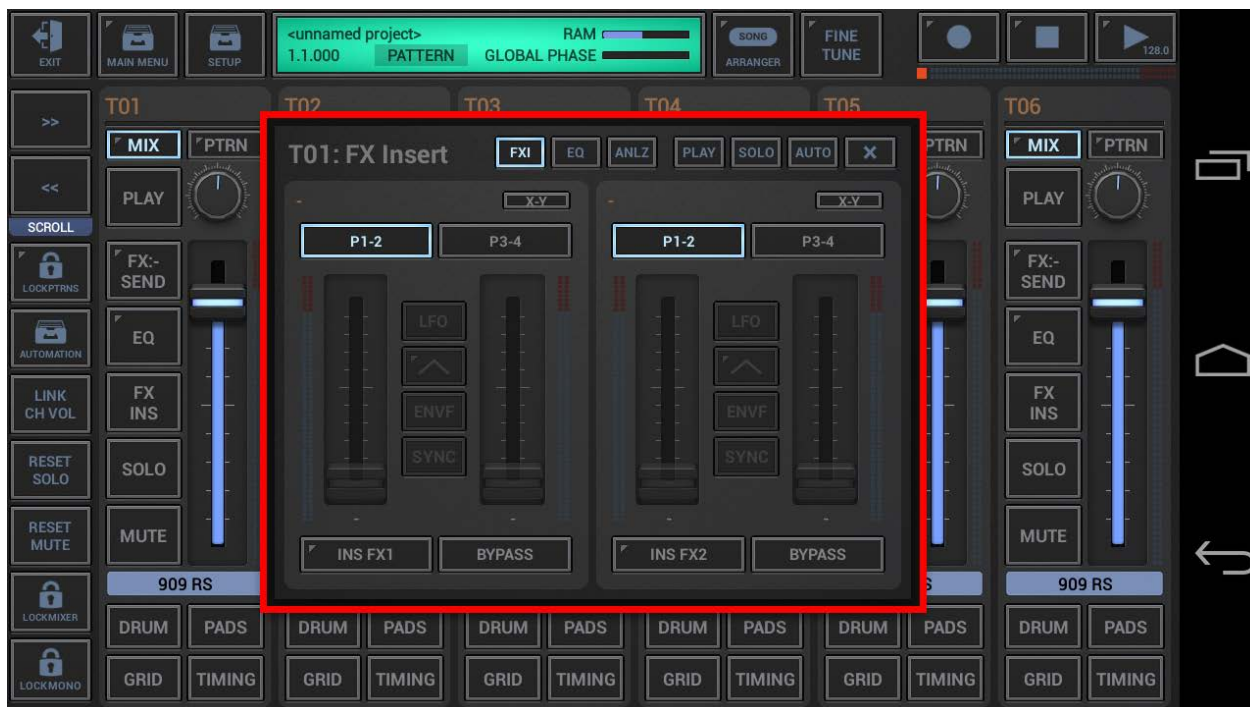 EXIT
MAIN MENU
SETUP
<unnamed project> RAM
1.1.000 PATTERN GLOBAL PHASE
SONG
ARRANGER
FINE
TUNE
128.0
>>
<<
SCROLL
LOCKPTRNS
AUTOMATION
LINK
CH VOL
RESET
SOLO
RESET
MUTE
LOCKMIXER
LOCKMONO
T01 T02 T03 T04 T05 T06
MIX PTRN
PLAY
FX:-
SEND
EQ
FX
INS
SOLO
MUTE
909 RS
T01: FX Insert FXI EQ ANLZ PLAY SOLO AUTO X
- X-Y - X-Y
P1-2 P3-4 P1-2 P3-4
LFO LFO
ENVF ENVF
SYNC SYNC
- - - -
INS FX1 BYPASS INS FX2 BYPASS
PTRN
S
MIX PTRN
PLAY
FX:-
SEND
EQ
FX
INS
SOLO
MUTE
909 RS
DRUM PADS DRUM PADS DRUM PADS DRUM PADS DRUM PADS DRUM PADS
GRID TIMING GRID TIMING GRID TIMING GRID TIMING GRID TIMING GRID TIMING